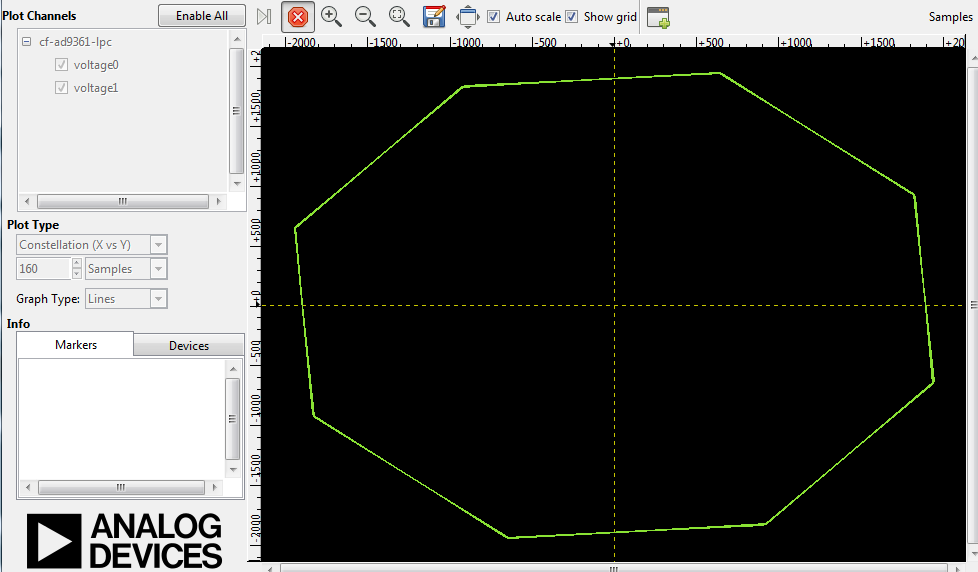 Plot Channels
Enable All
Auto scale
Show grid
Samples
cf-ad9361-lpc
voltage0
voltage1
-2000
-1500
-1000
-500
+0
+500
+1000
+1500
+20
+2
+1500
+1000
+500
+0
-500
-1000
-1500
-2000
Plot Type
Constellation (X vs Y)
160
Samples
Graph Type:
Lines
Info
Markers
Devices
ANALOG
DEVICES